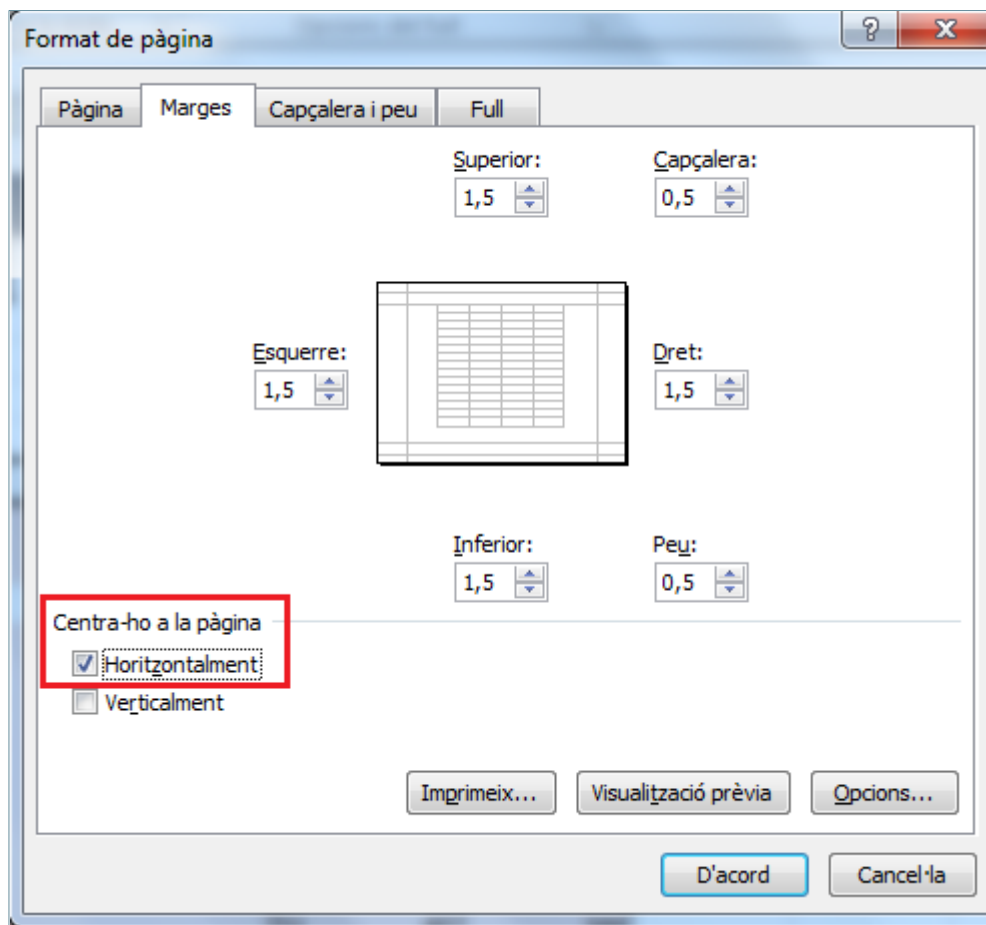 Format de pàgina
Pàgina Marges Capçalera i peu Full
Superior: Capçalera:
1,5 0,5
Esquerre: Dret:
1,5 1,5
Inferior: Peu:
1,5 0,5
Centra-ho a la pàgina
Horitzontalment
Verticalment
Imprimeix... Visualització prèvia Opcions...
D'acord Cancel·la